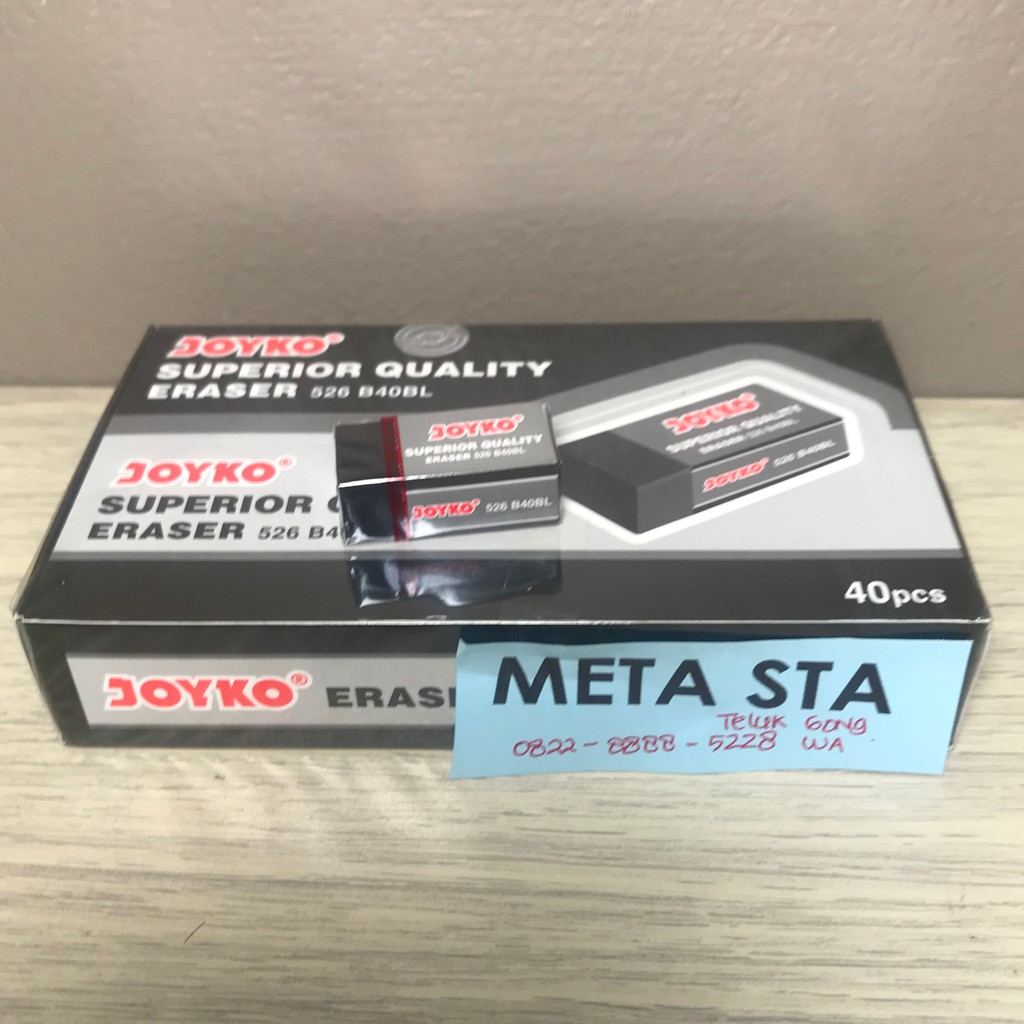 JOYKO®
SUPERIOR QUALITY
ERASER 526 B40BL
JOYKO®
SUPERIOR QUALITY
ERASER 526 B40BL
JOYKO® 526 B40BL
JOYKO®
SUPERIOR QUALITY
ERASER 526 B40BL
JOYKO® 526 B40BL
JOYKO®
SUPERIOR Q
ERASER 526 B4
40pcs
JOYKO® ERAS
META STA
TELUK GONG
0822-8888-5228 WA